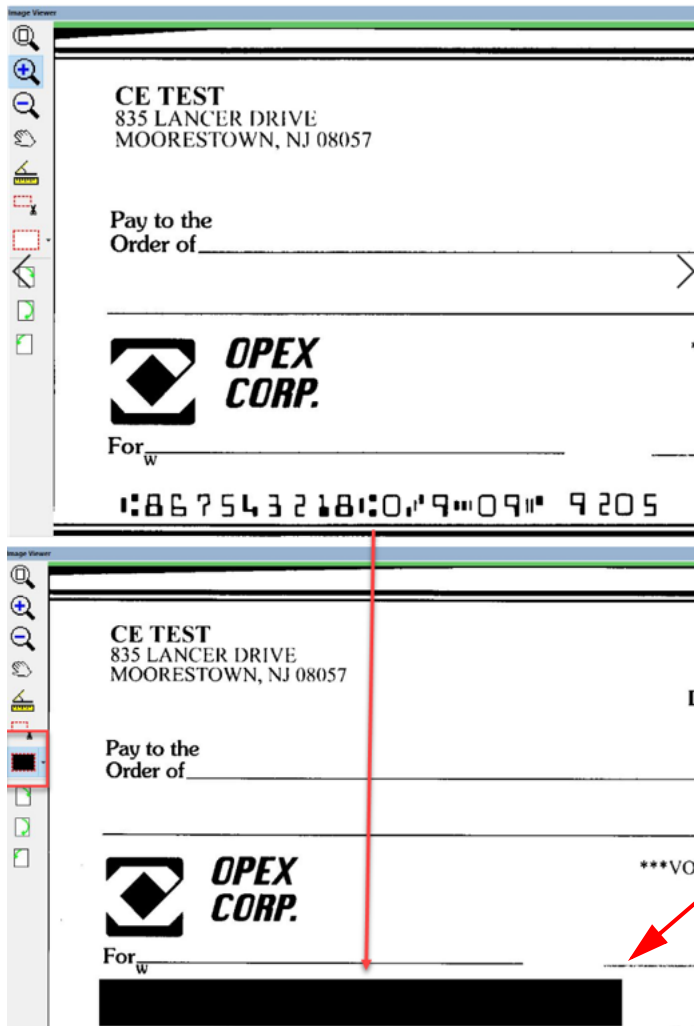 Image Viewer
CE TEST
835 LANCER DRIVE
MOORESTOWN, NJ 08057
Pay to the
Order of
OPEX
CORP.
For
W
⑆867543218⑆0⑇9⑉09⑈ 9205
Image Viewer
CE TEST
835 LANCER DRIVE
MOORESTOWN, NJ 08057
Pay to the
Order of
OPEX
CORP.
***VO
For
W